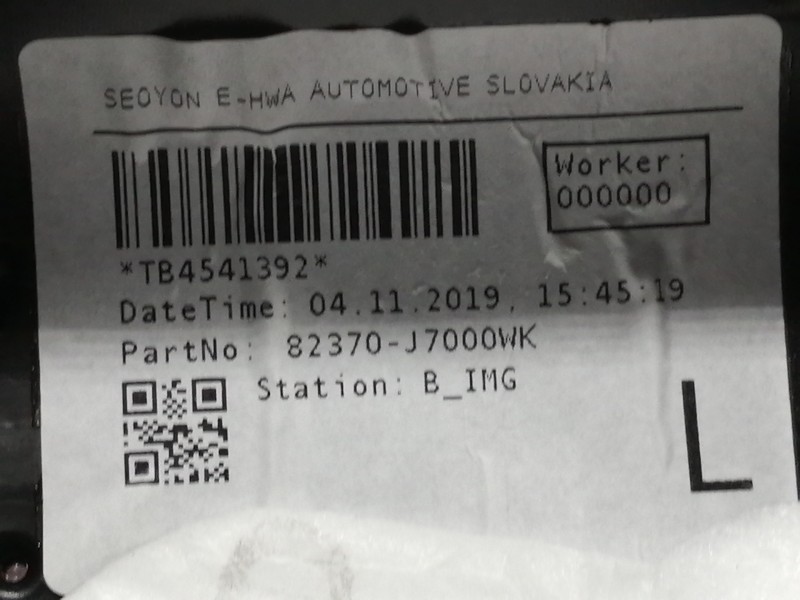 SEOYON E-HWA AUTOMOTIVE SLOVAKIA
Worker:
000000
*TB4541392*
DateTime: 04.11.2019, 15:45:19
PartNo: 82370-J7000WK
Station: B_IMG
L